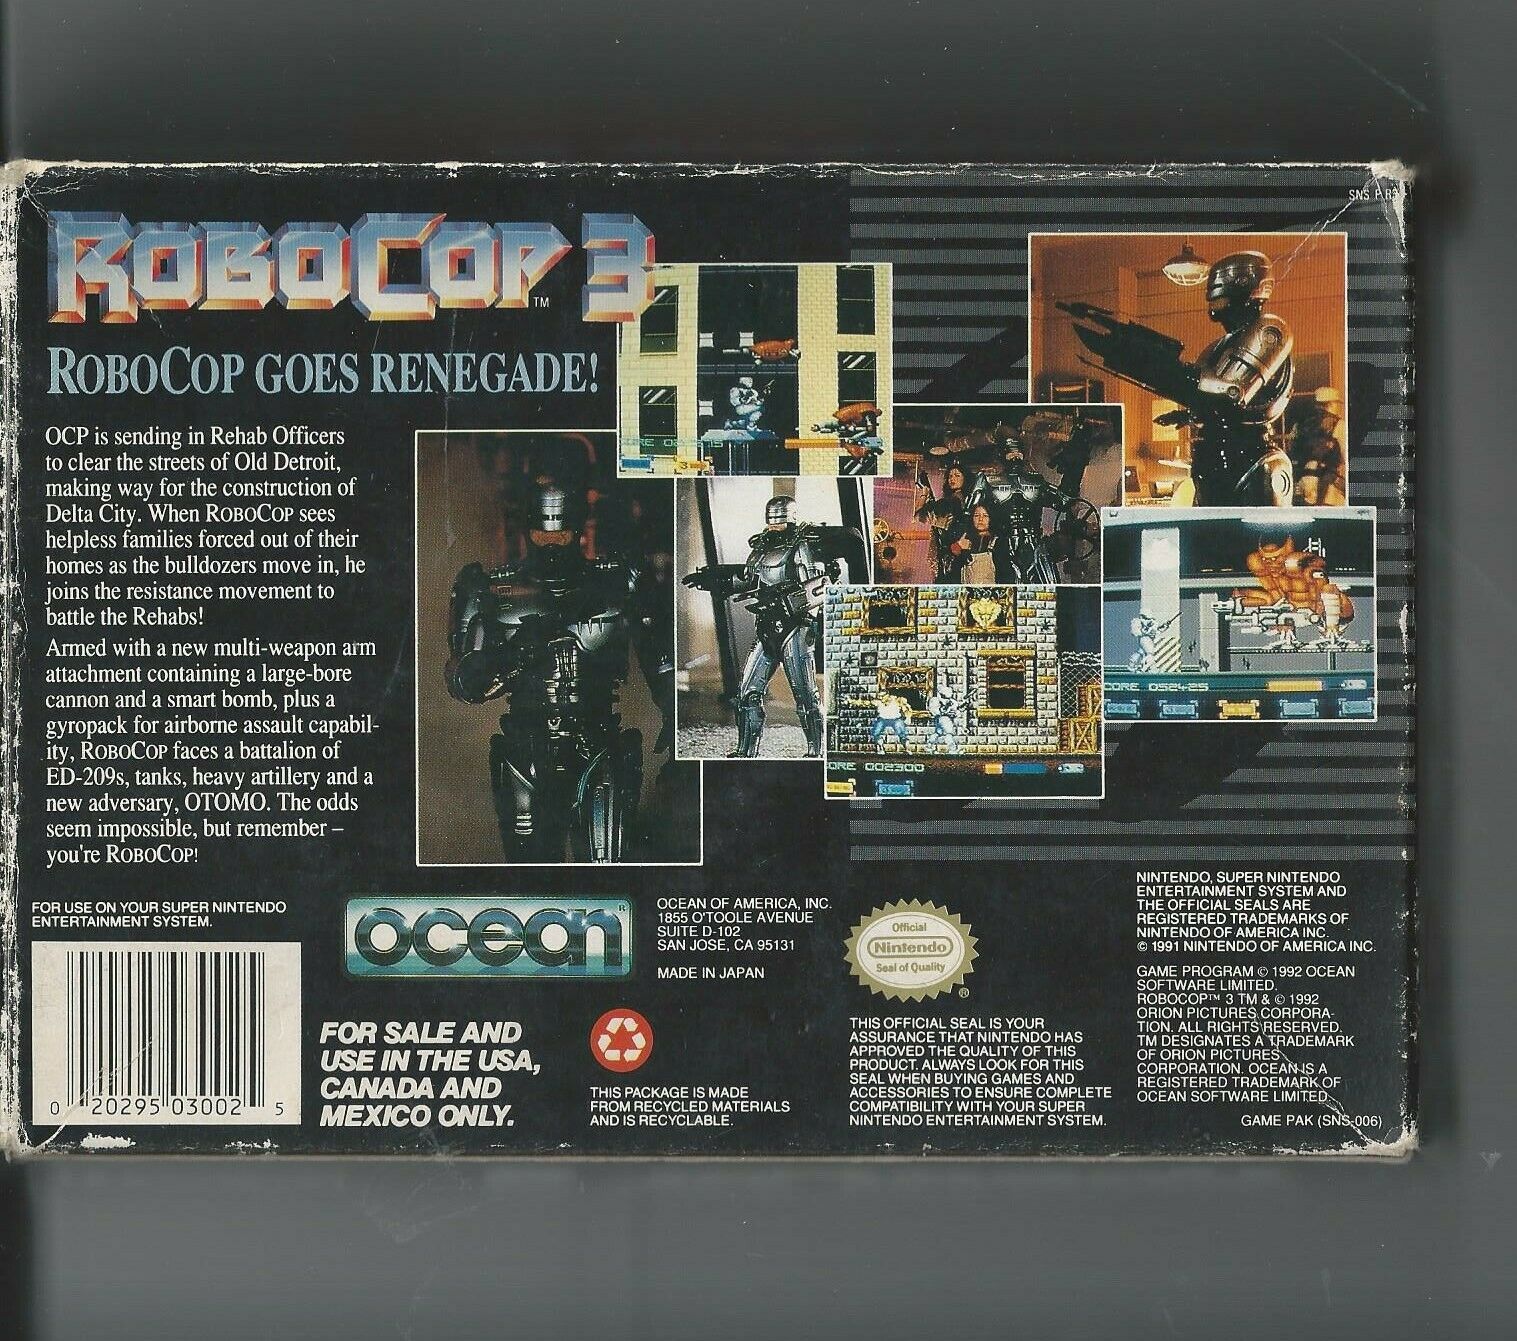 SNS P R3
ROBOCOP 3 ™
ROBOCOP GOES RENEGADE!
OCP is sending in Rehab Officers
to clear the streets of Old Detroit,
making way for the construction of
Delta City. When ROBOCOP sees
helpless families forced out of their
homes as the bulldozers move in, he
joins the resistance movement to
battle the Rehabs!
Armed with a new multi-weapon arm
attachment containing a large-bore
cannon and a smart bomb, plus a
gyropack for airborne assault capabil-
ity, ROBOCOP faces a battalion of
ED-209s, tanks, heavy artillery and a
new adversary, OTOMO. The odds
seem impossible, but remember –
you're ROBOCOP!
CORE 052425
ORE 002300
FOR USE ON YOUR SUPER NINTENDO
ENTERTAINMENT SYSTEM.
0 20295 03002 5
ocean ®
OCEAN OF AMERICA, INC.
1855 O'TOOLE AVENUE
SUITE D-102
SAN JOSE, CA 95131
MADE IN JAPAN
FOR SALE AND
USE IN THE USA,
CANADA AND
MEXICO ONLY.
THIS PACKAGE IS MADE
FROM RECYCLED MATERIALS
AND IS RECYCLABLE.
Official
Nintendo
Seal of Quality
®
THIS OFFICIAL SEAL IS YOUR
ASSURANCE THAT NINTENDO HAS
APPROVED THE QUALITY OF THIS
PRODUCT. ALWAYS LOOK FOR THIS
SEAL WHEN BUYING GAMES AND
ACCESSORIES TO ENSURE COMPLETE
COMPATIBILITY WITH YOUR SUPER
NINTENDO ENTERTAINMENT SYSTEM.
NINTENDO, SUPER NINTENDO
ENTERTAINMENT SYSTEM AND
THE OFFICIAL SEALS ARE
REGISTERED TRADEMARKS OF
NINTENDO OF AMERICA INC.
© 1991 NINTENDO OF AMERICA INC.
GAME PROGRAM © 1992 OCEAN
SOFTWARE LIMITED.
ROBOCOP™ 3 TM & © 1992
ORION PICTURES CORPORA-
TION. ALL RIGHTS RESERVED.
TM DESIGNATES A TRADEMARK
OF ORION PICTURES
CORPORATION. OCEAN IS A
REGISTERED TRADEMARK OF
OCEAN SOFTWARE LIMITED.
GAME PAK (SNS-006)